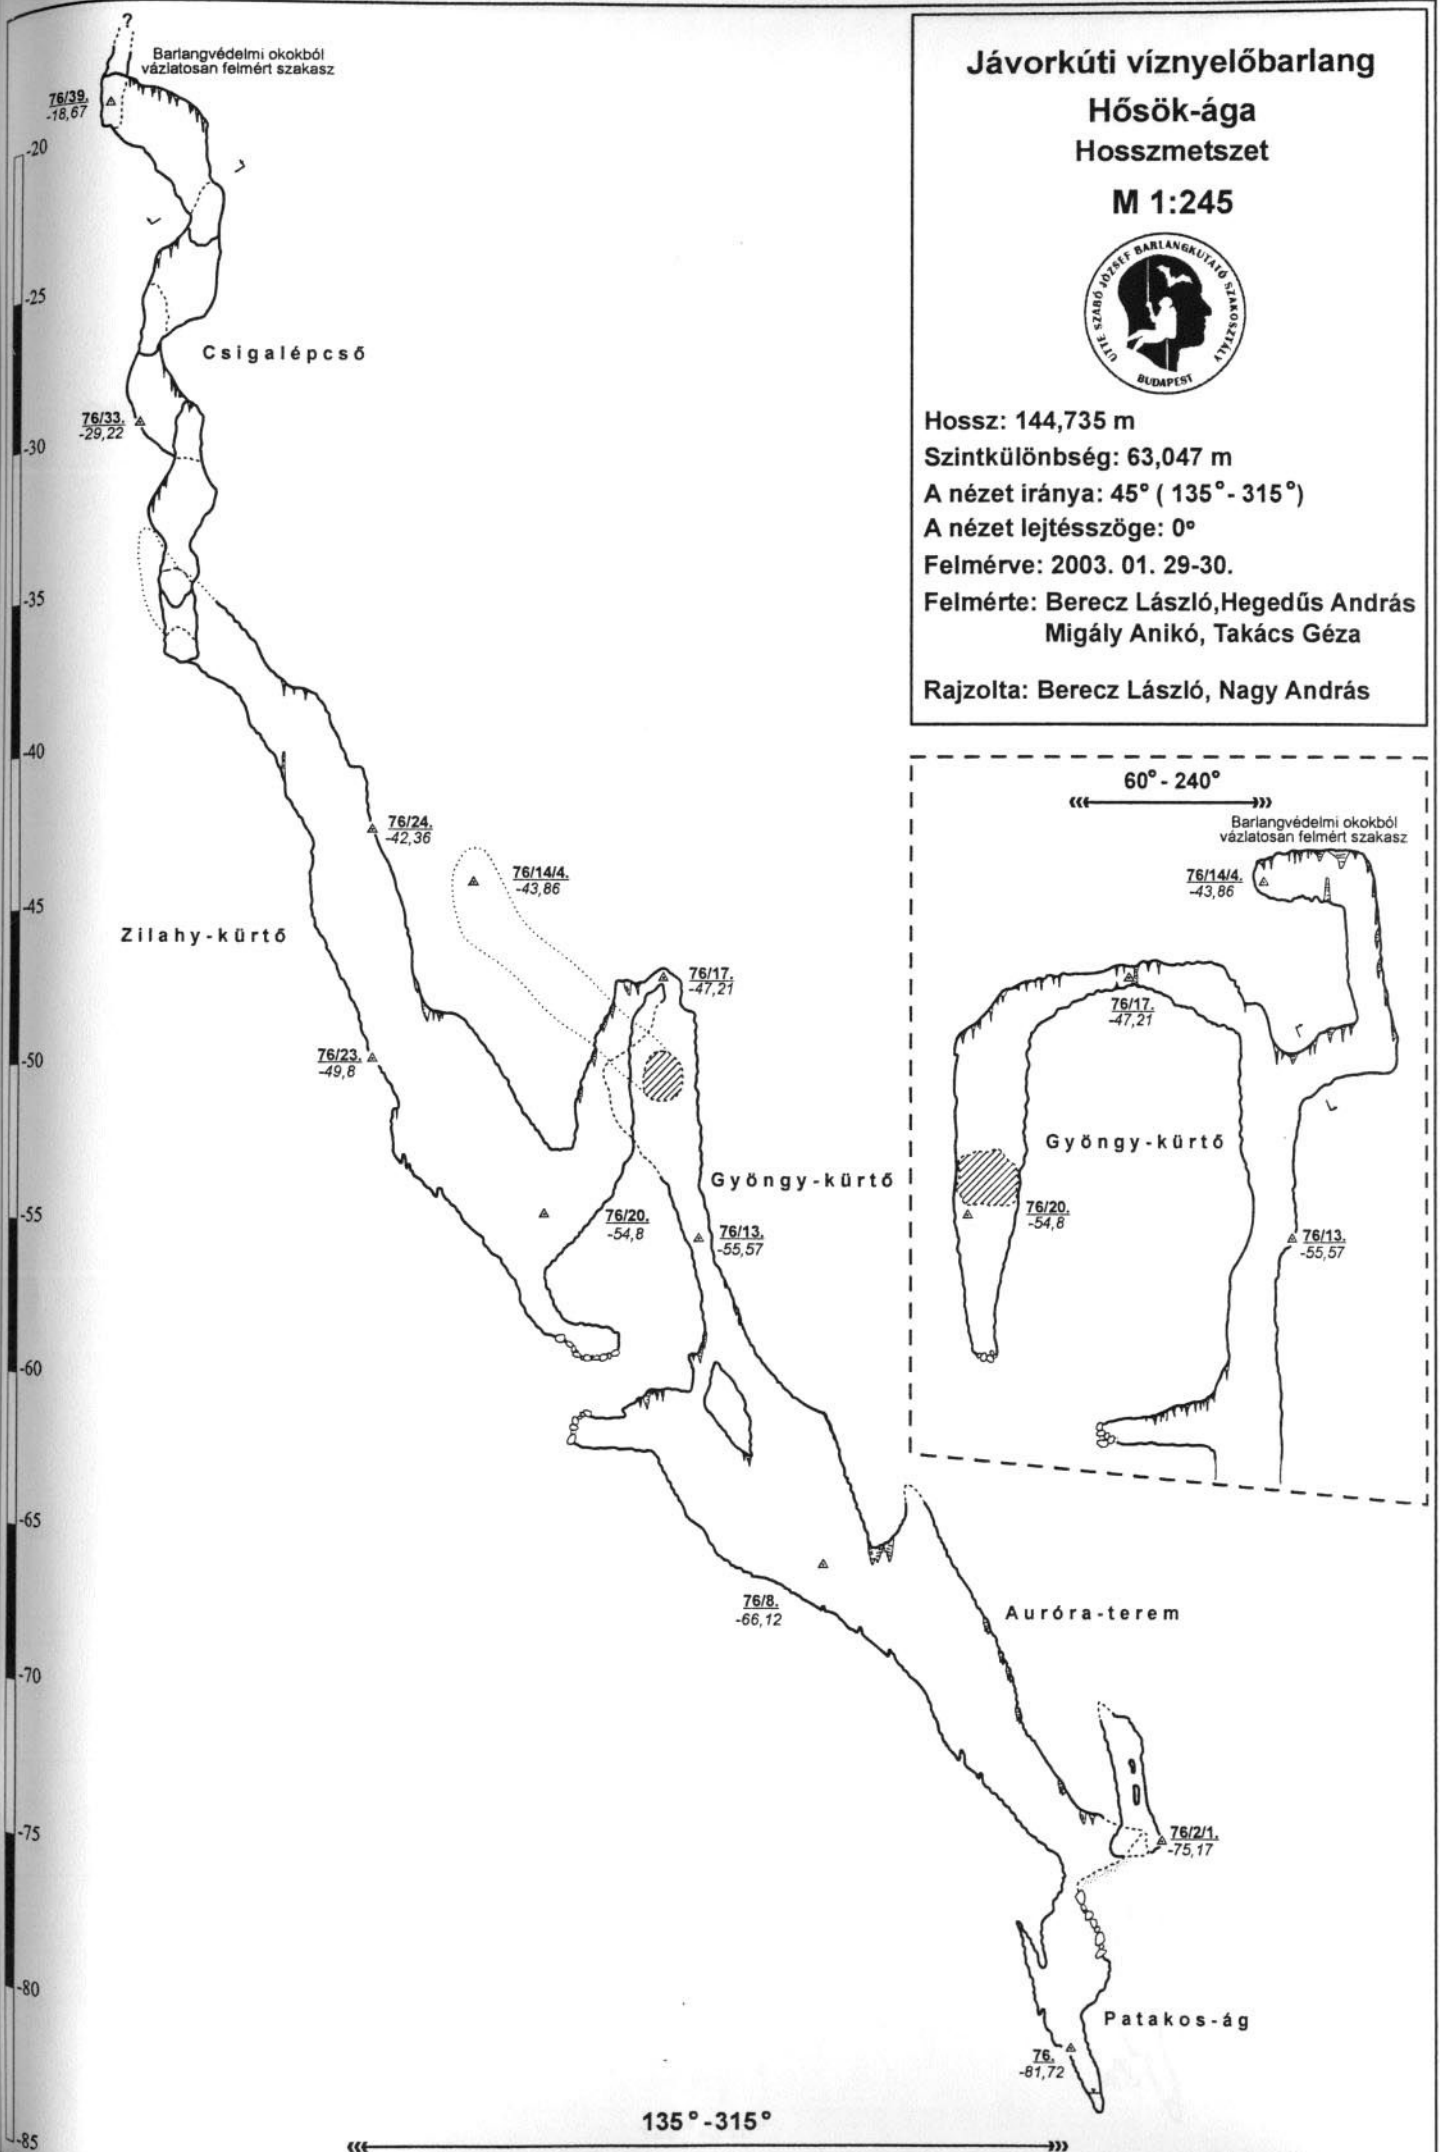 ?
Barlangvédelmi okokból
vázlatosan felmért szakasz
76/39.
-18,67
-20
-25
Csigalépcső
76/33.
-29,22
-30
-35
-40
76/24.
-42,36
76/14/4.
-43,86
-45
Zilahy-kürtő
76/17.
-47,21
76/23.
-49,8
-50
Gyöngy-kürtő
-55
76/20.
-54,8
76/13.
-55,57
-60
-65
76/8.
-66,12
Auróra-terem
-70
-75
76/2/1.
-75,17
-80
Patakos-ág
76.
-81,72
-85
135°-315°
Jávorkúti víznyelőbarlang
Hősök-ága
Hosszmetszet
M 1:245
UTTE SZABÓ JÓZSEF BARLANGKUTATÓ SZAKOSZTÁLY
BUDAPEST
Hossz: 144,735 m
Szintkülönbség: 63,047 m
A nézet iránya: 45° ( 135°- 315°)
A nézet lejtésszöge: 0°
Felmérve: 2003. 01. 29-30.
Felmérte: Berecz László,Hegedűs András
Migály Anikó, Takács Géza
Rajzolta: Berecz László, Nagy András
60°- 240°
Barlangvédelmi okokból
vázlatosan felmért szakasz
76/14/4.
-43,86
76/17.
-47,21
Gyöngy-kürtő
76/20.
-54,8
76/13.
-55,57